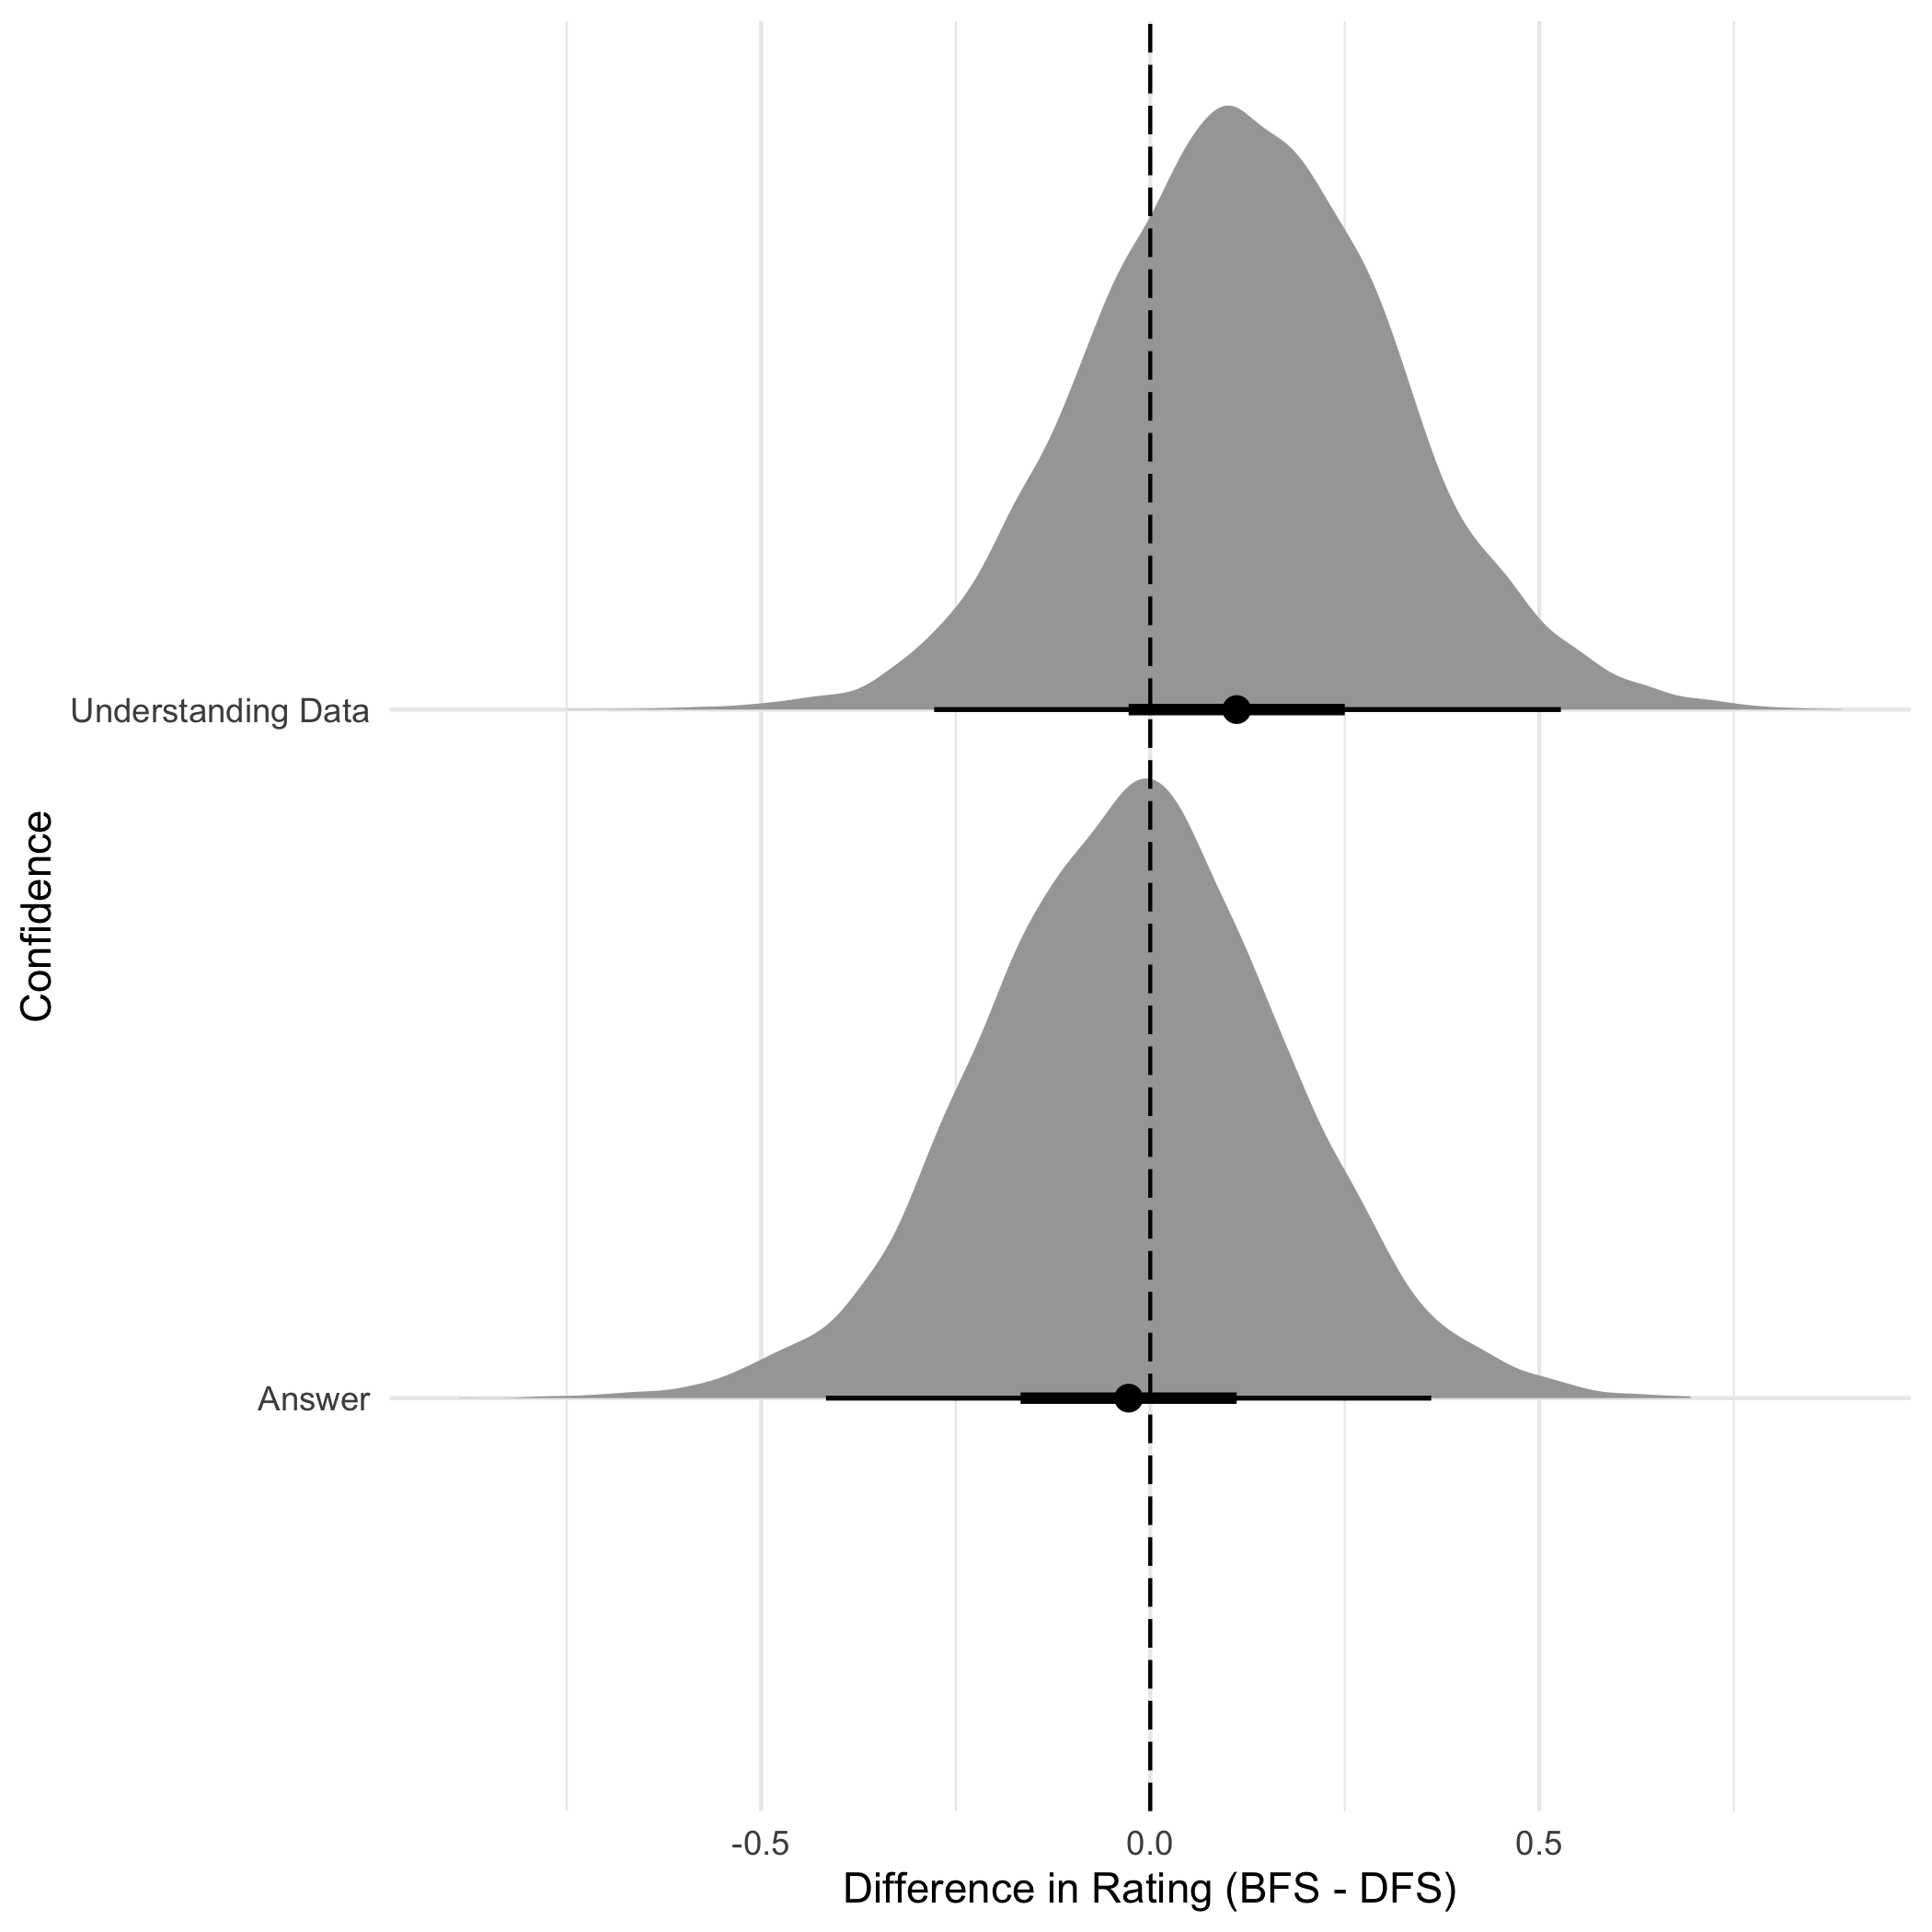 Understanding Data
Confidence
Answer
-0.5 0.0 0.5
Difference in Rating (BFS - DFS)